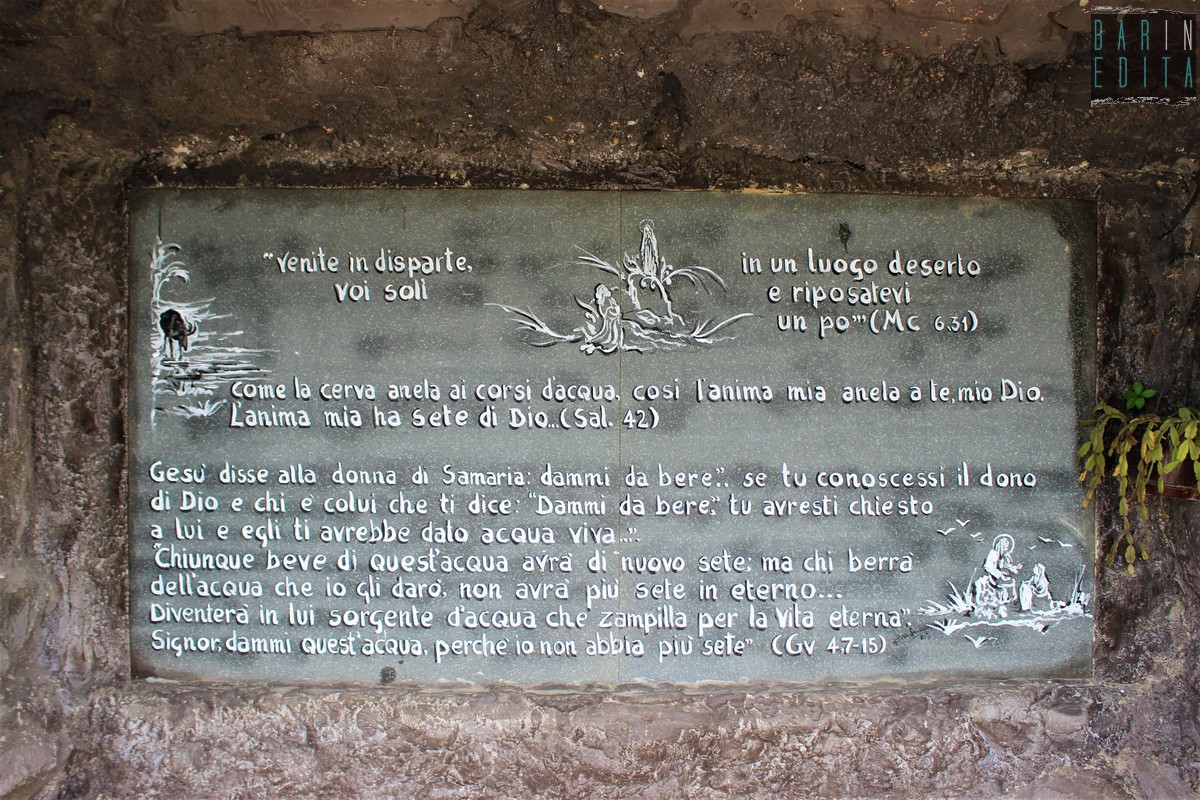 BARIN
EDITA
"venite in disparte,
voi soli
in un luogo deserto
e riposatevi
un po'" (Mc 6.31)
come la cerva anela ai corsi d'acqua, così l'anima mia anela a te, mio Dio.
L'anima mia ha sete di Dio...(Sal. 42)
Gesù disse alla donna di Samaria: dammi da bere".. se tu conoscessi il dono
di Dio e chi è colui che ti dice: "Dammi da bere," tu avresti chiesto
a lui e egli ti avrebbe dato acqua viva...".
"Chiunque beve di quest'acqua avrà di nuovo sete; ma chi berrà
dell'acqua che io gli darò, non avrà più sete in eterno...
Diventerà in lui sorgente d'acqua che zampilla per la vita eterna".
Signor, dammi quest'acqua, perchè io non abbia più sete" (Gv 4,7-15)